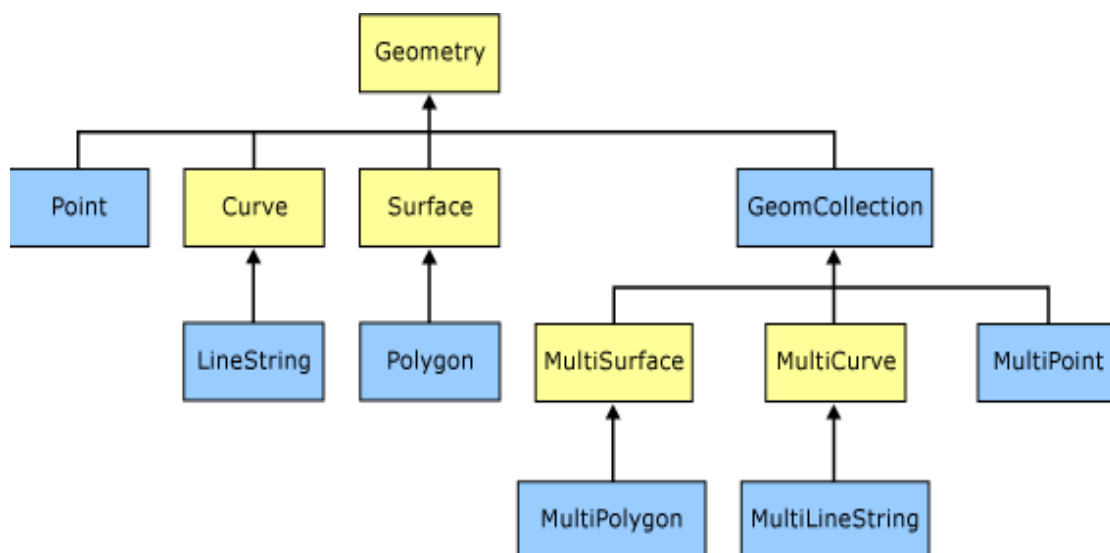 Geometry
Point
Curve
Surface
GeomCollection
LineString
Polygon
MultiSurface
MultiCurve
MultiPoint
MultiPolygon
MultiLineString